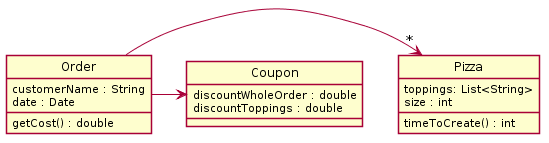 Order
customerName : String
date : Date
getCost() : double
Coupon
discountWholeOrder : double
discountToppings : double
*
Pizza
toppings: List<String>
size : int
timeToCreate() : int